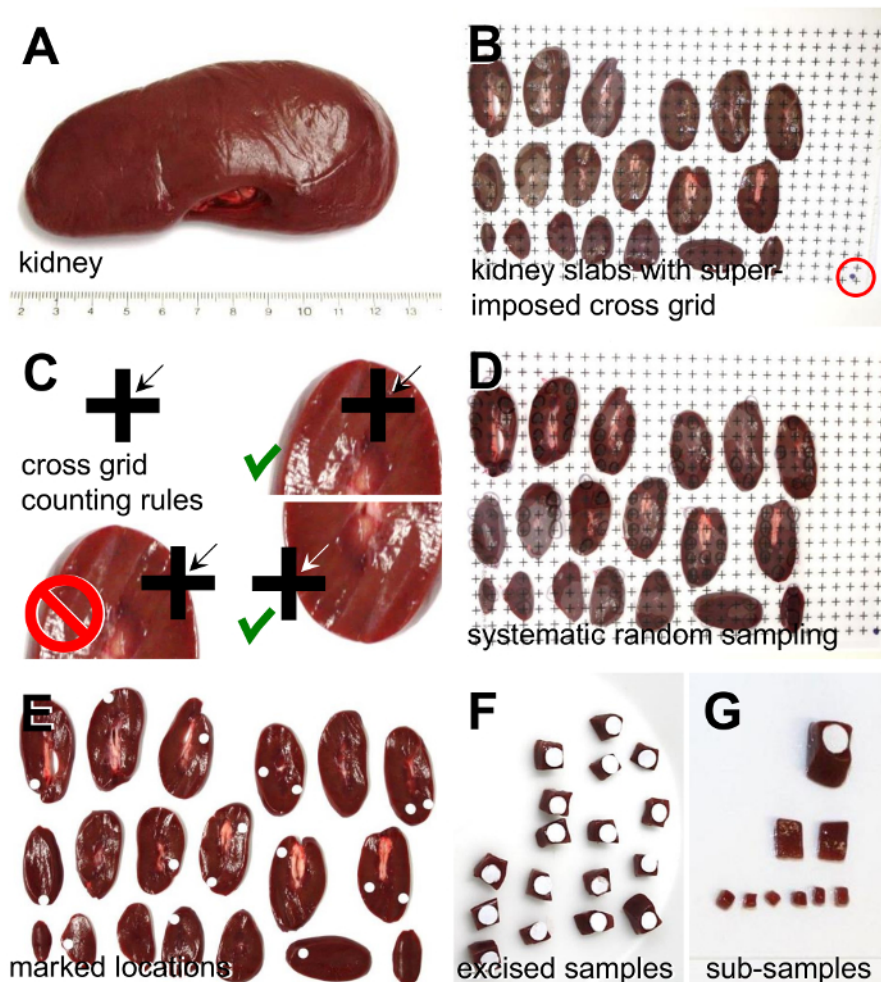 A
kidney
2 3 4 5 6 7 8 9 10 11 12 13
B
kidney slabs with super-
imposed cross grid
C
cross grid
counting rules
D
systematic random sampling
E
marked locations
F
excised samples
G
sub-samples